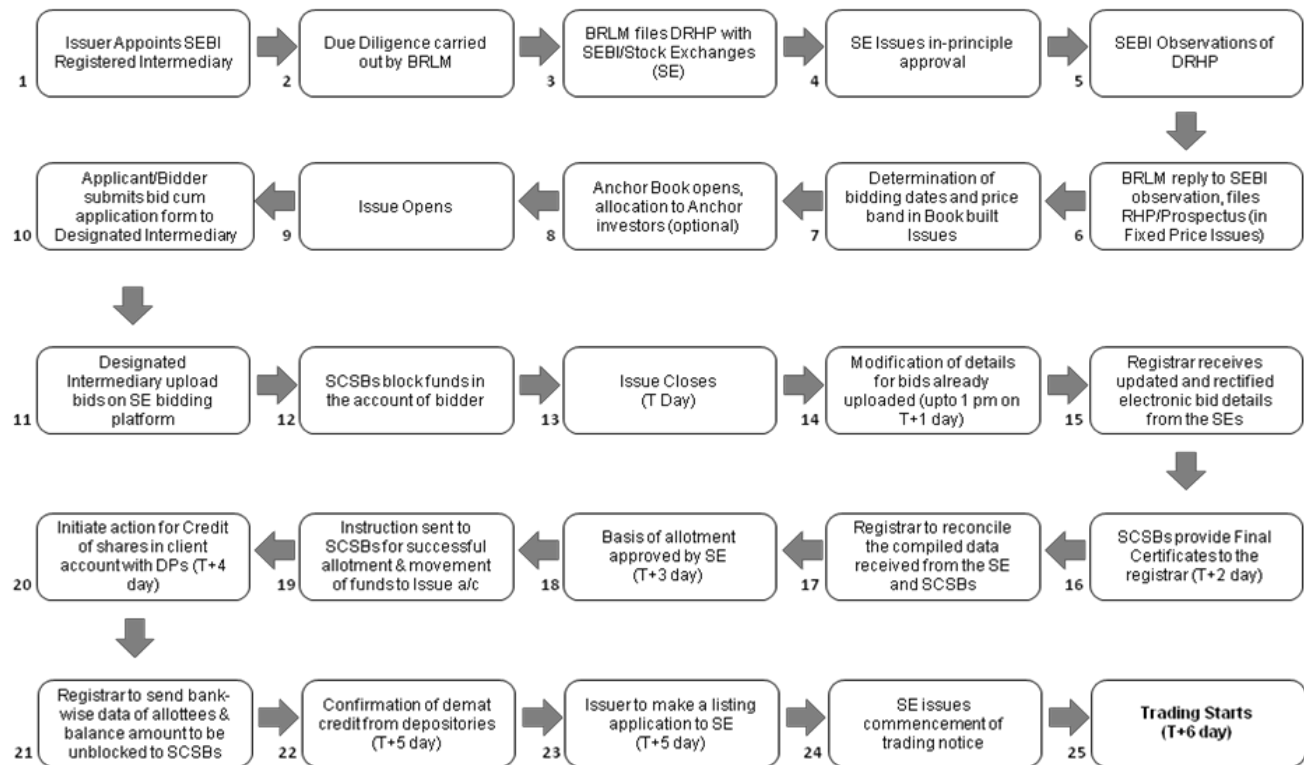 Issuer Appoints SEBI
Registered Intermediary
1
Due Diligence carried
out by BRLM
2
BRLM files DRHP with
SEBI/Stock Exchanges
(SE)
3
SE Issues in-principle
approval
4
SEBI Observations of
DRHP
5
BRLM reply to SEBI
observation, files
RHP/Prospectus (in
Fixed Price Issues)
6
Determination of
bidding dates and price
band in Book built
Issues
7
Anchor Book opens,
allocation to Anchor
investors (optional)
8
Issue Opens
9
Applicant/Bidder
submits bid cum
application form to
Designated Intermediary
10
Designated
Intermediary upload
bids on SE bidding
platform
11
SCSBs block funds in
the account of bidder
12
Issue Closes
(T Day)
13
Modification of details
for bids already
uploaded (upto 1 pm on
T+1 day)
14
Registrar receives
updated and rectified
electronic bid details
from the SEs
15
SCSBs provide Final
Certificates to the
registrar (T+2 day)
16
Registrar to reconcile
the compiled data
received from the SE
and SCSBs
17
Basis of allotment
approved by SE
(T+3 day)
18
Instruction sent to
SCSBs for successful
allotment & movement
of funds to Issue a/c
19
Initiate action for Credit
of shares in client
account with DPs (T+4
day)
20
Registrar to send bank-
wise data of allottees &
balance amount to be
unblocked to SCSBs
21
Confirmation of demat
credit from depositories
(T+5 day)
22
Issuer to make a listing
application to SE
(T+5 day)
23
SE issues
commencement of
trading notice
24
Trading Starts
(T+6 day)
25